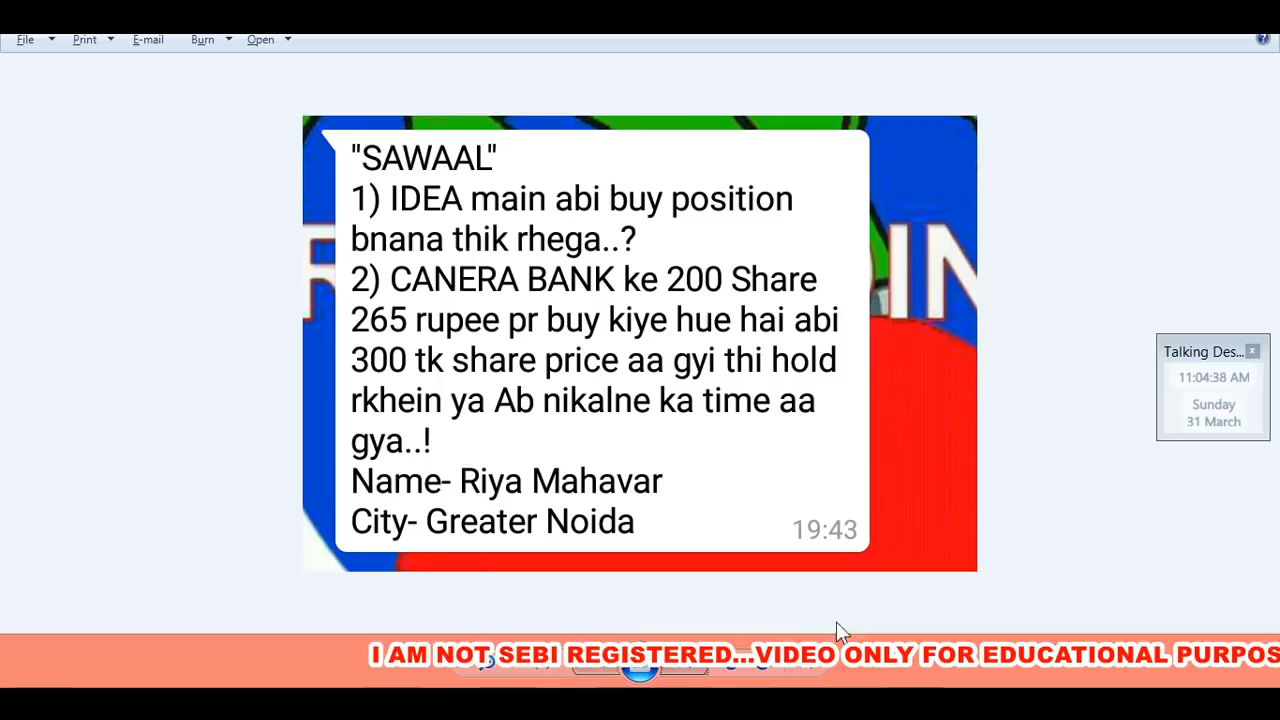 File Print E-mail Burn Open
"SAWAAL"
1) IDEA main abi buy position
bnana thik rhega..?
2) CANERA BANK ke 200 Share
265 rupee pr buy kiye hue hai abi
300 tk share price aa gyi thi hold
rkhein ya Ab nikalne ka time aa
gya..!
Name- Riya Mahavar
City- Greater Noida
19:43
IN
Talking Des...
11:04:38 AM
Sunday
31 March
I AM NOT SEBI REGISTERED...VIDEO ONLY FOR EDUCATIONAL PURPOS